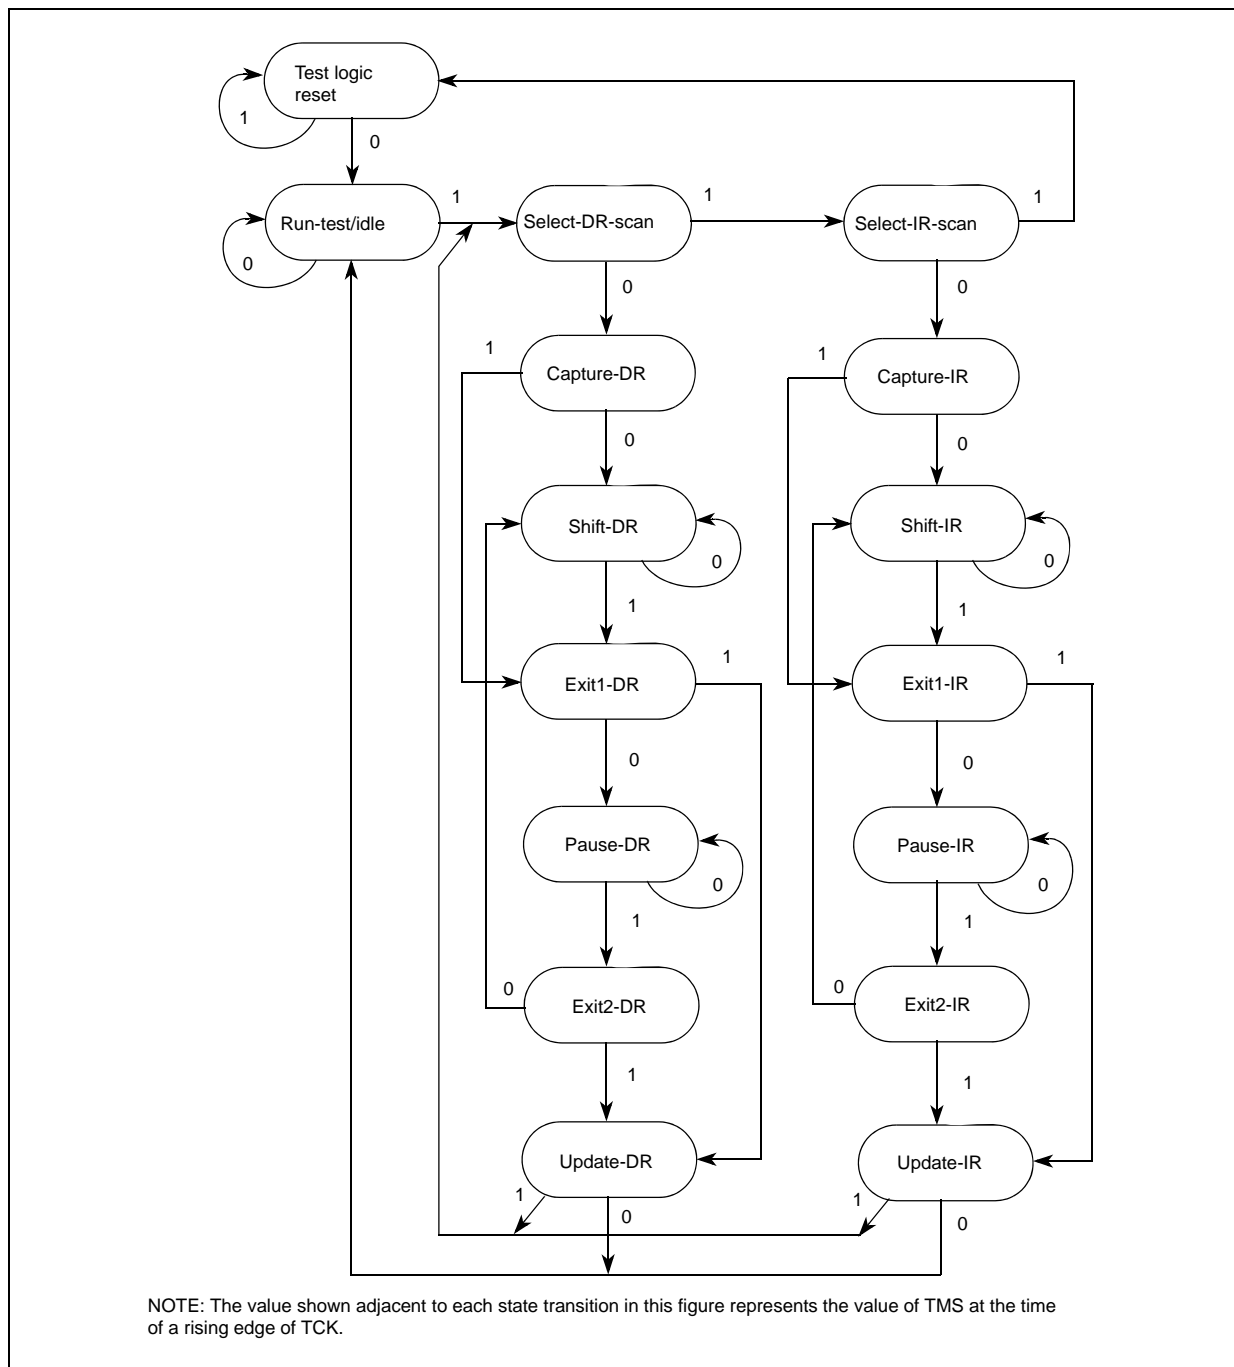 Test logic
reset
1
0
Run-test/idle
1
Select-DR-scan
1
Select-IR-scan
1
0
0
0
1
Capture-DR
1
Capture-IR
0
0
Shift-DR
0
Shift-IR
0
1
1
Exit1-DR
1
Exit1-IR
1
0
0
Pause-DR
0
Pause-IR
0
1
1
0
Exit2-DR
0
Exit2-IR
1
1
Update-DR
Update-IR
1
0
1
0
NOTE: The value shown adjacent to each state transition in this figure represents the value of TMS at the time
of a rising edge of TCK.